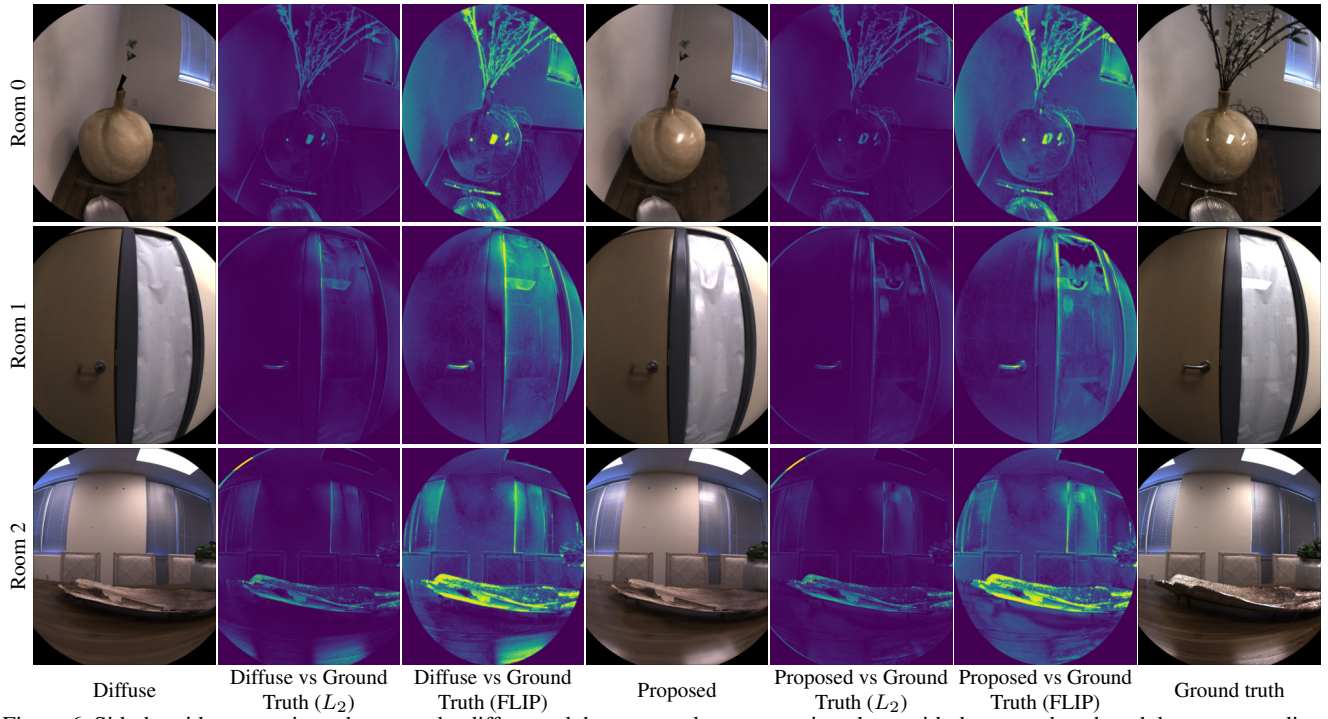 Room 0
Room 1
Room 2
Diffuse
Diffuse vs Ground
Truth (L₂)
Diffuse vs Ground
Truth (FLIP)
Proposed
Proposed vs Ground
Truth (L₂)
Proposed vs Ground
Truth (FLIP)
Ground truth